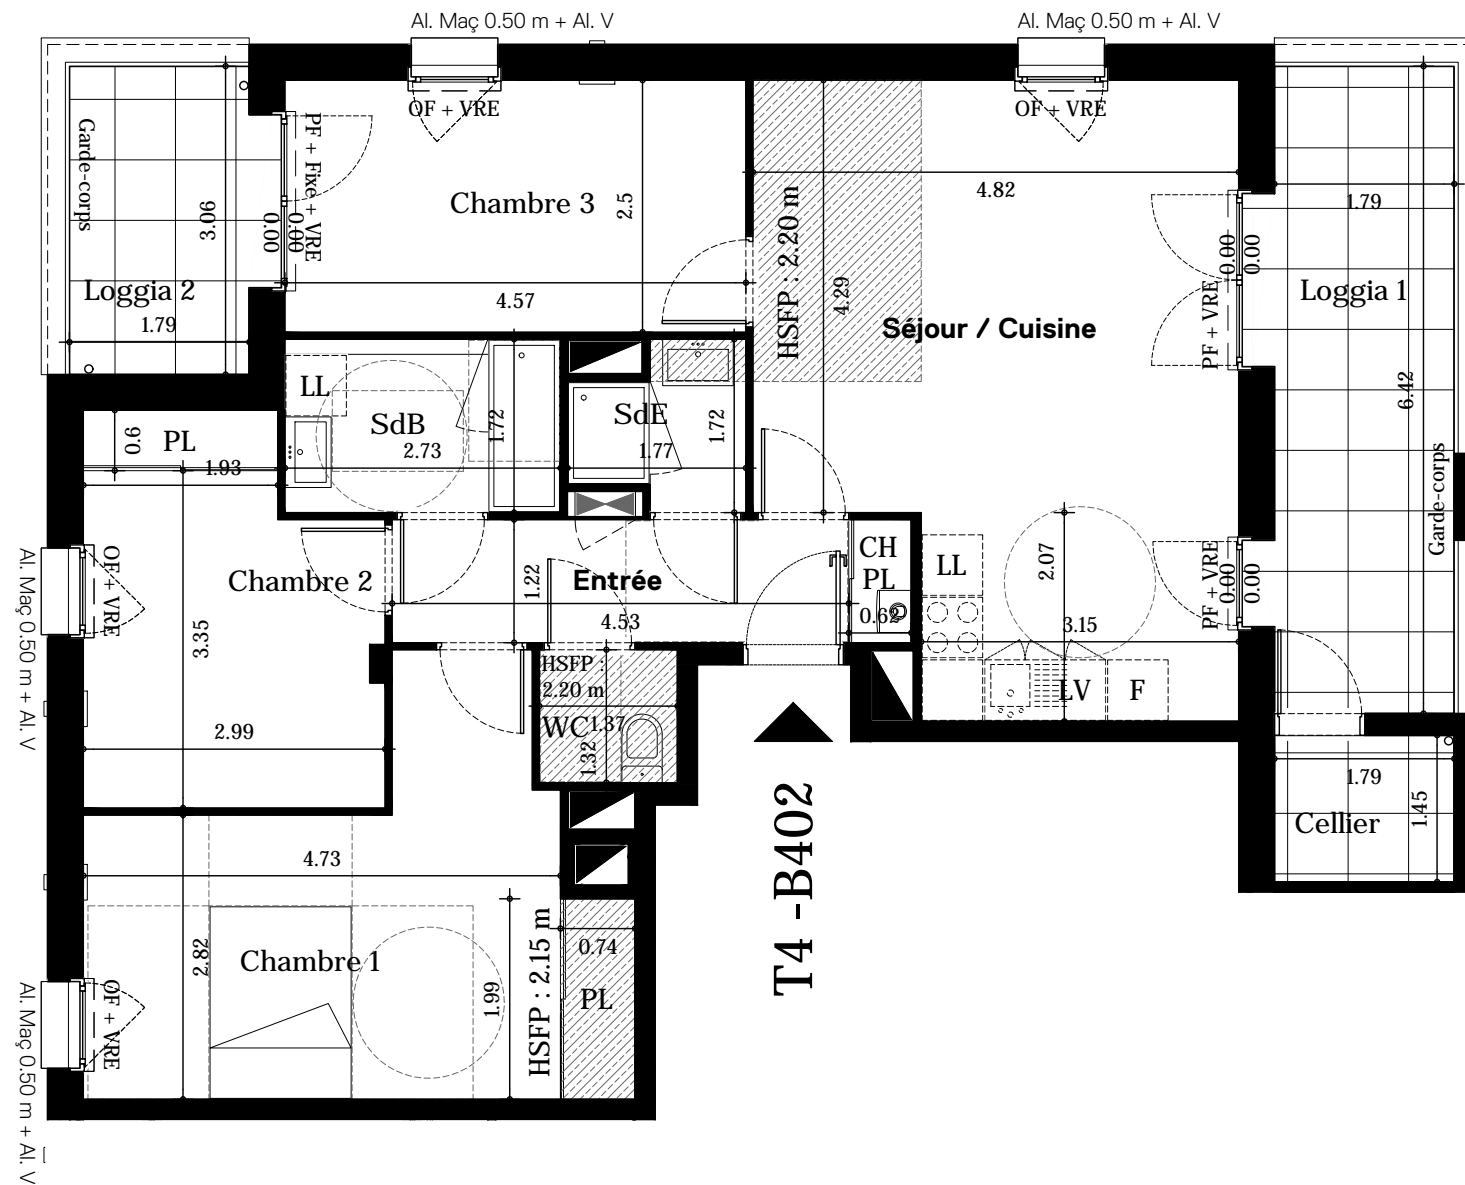 Al. Maç 0.50 m + Al. V
Al. Maç 0.50 m + Al. V
OF + VRE
OF + VRE
Garde-corps
3.06
0.00
0.00
PF + Fixe + VRE
Loggia 2
1.79
Chambre 3
2.5
4.57
HSFP : 2.20 m
4.29
4.82
Séjour / Cuisine
PF + VRE
0.00
0.00
1.79
Loggia 1
6.42
Garde-corps
LL
SdB
2.73
1.72
SdE
1.77
1.72
0.6
PL
1.93
Al. Maç 0.50 m + Al. V
OF + VRE
Chambre 2
3.35
2.99
1.22
Entrée
4.53
CH
PL
0.62
LL
2.07
3.15
LV
F
PF + VRE
0.00
0.00
HSFP :
2.20 m
WC
1.37
1.32
T4 -B402
1.79
1.45
Cellier
4.73
2.82
Chambre 1
1.99
HSFP : 2.15 m
0.74
PL
Al. Maç 0.50 m + Al. V
OF + VRE